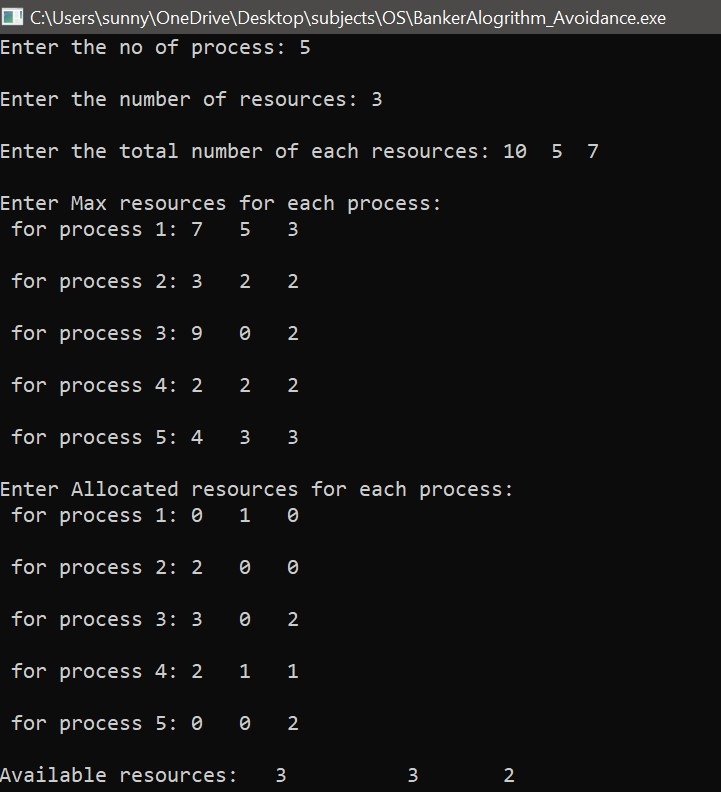 C:\Users\sunny\OneDrive\Desktop\subjects\OS\BankerAlogrithm_Avoidance.exe
Enter the no of process: 5
Enter the number of resources: 3
Enter the total number of each resources: 10  5  7
Enter Max resources for each process:
 for process 1: 7   5   3
 for process 2: 3   2   2
 for process 3: 9   0   2
 for process 4: 2   2   2
 for process 5: 4   3   3
Enter Allocated resources for each process:
 for process 1: 0   1   0
 for process 2: 2   0   0
 for process 3: 3   0   2
 for process 4: 2   1   1
 for process 5: 0   0   2
Available resources:   3          3       2